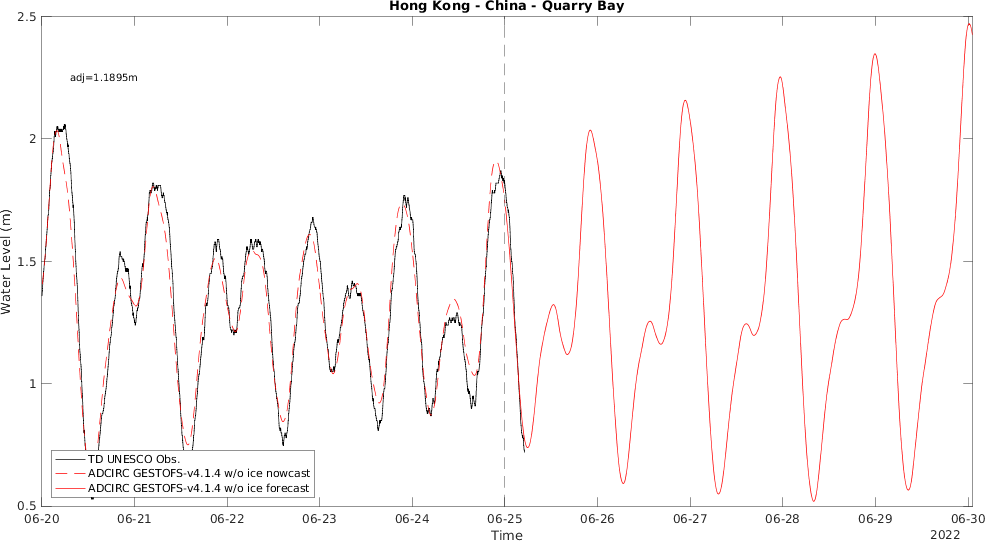 Hong Kong - China - Quarry Bay
2.5
adj=1.1895m
2
1.5
1
0.5
Water Level (m)
TD UNESCO Obs.
ADCIRC GESTOFS-v4.1.4 w/o ice nowcast
ADCIRC GESTOFS-v4.1.4 w/o ice forecast
06-20 06-21 06-22 06-23 06-24 06-25 06-26 06-27 06-28 06-29 06-30
Time
2022